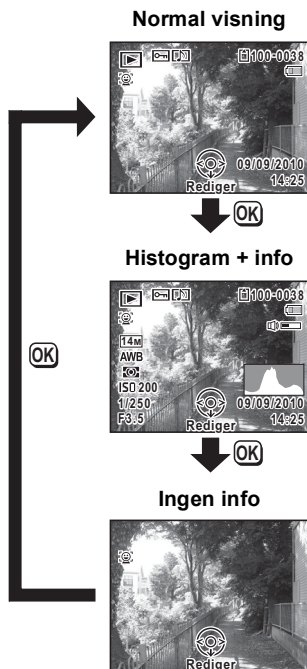 Normal visning
100-0038
09/09/2010
14:25
Rediger
OK
Histogram + info
100-0038
14M
AWB
ISO 200
1/250
F3.5
09/09/2010
14:25
Rediger
OK
OK
Ingen info
Rediger